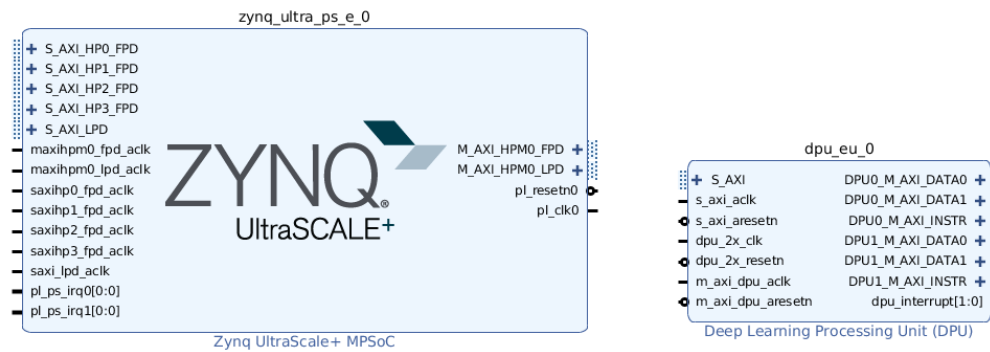 zynq_ultra_ps_e_0
S_AXI_HP0_FPD
S_AXI_HP1_FPD
S_AXI_HP2_FPD
S_AXI_HP3_FPD
S_AXI_LPD
maxihpm0_fpd_aclk
maxihpm0_lpd_aclk
saxihp0_fpd_aclk
saxihp1_fpd_aclk
saxihp2_fpd_aclk
saxihp3_fpd_aclk
saxi_lpd_aclk
pl_ps_irq0[0:0]
pl_ps_irq1[0:0]
ZYNQ®
UltraSCALE+
M_AXI_HPM0_FPD
M_AXI_HPM0_LPD
pl_resetn0
pl_clk0
Zynq UltraScale+ MPSoC
dpu_eu_0
S_AXI
s_axi_aclk
s_axi_aresetn
dpu_2x_clk
dpu_2x_resetn
m_axi_dpu_aclk
m_axi_dpu_aresetn
DPU0_M_AXI_DATA0
DPU0_M_AXI_DATA1
DPU0_M_AXI_INSTR
DPU1_M_AXI_DATA0
DPU1_M_AXI_DATA1
DPU1_M_AXI_INSTR
dpu_interrupt[1:0]
Deep Learning Processing Unit (DPU)